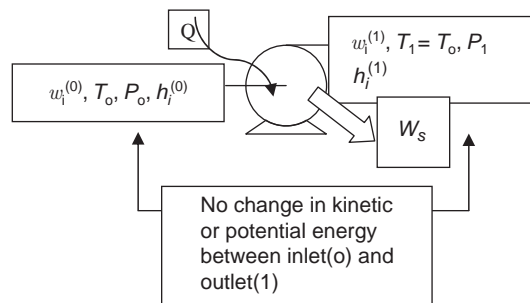 Q
w_i^(0), T_o, P_o, h_i^(0)
w_i^(1), T_1 = T_o, P_1
h_i^(1)
W_s
No change in kinetic
or potential energy
between inlet(o) and
outlet(1)